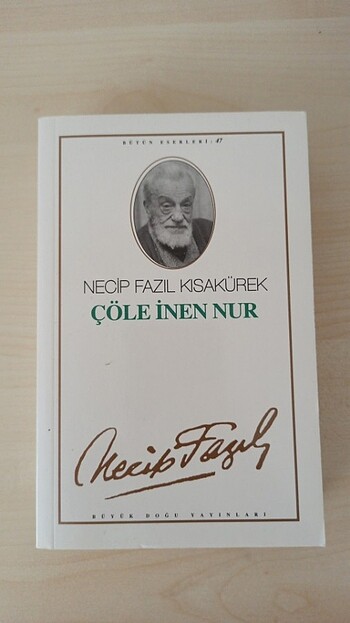 BÜTÜN ESERLERİ: 47
NECİP FAZIL KISAKÜREK
ÇÖLE İNEN NUR
Necip Fazıl
BÜYÜK DOĞU YAYINLARI